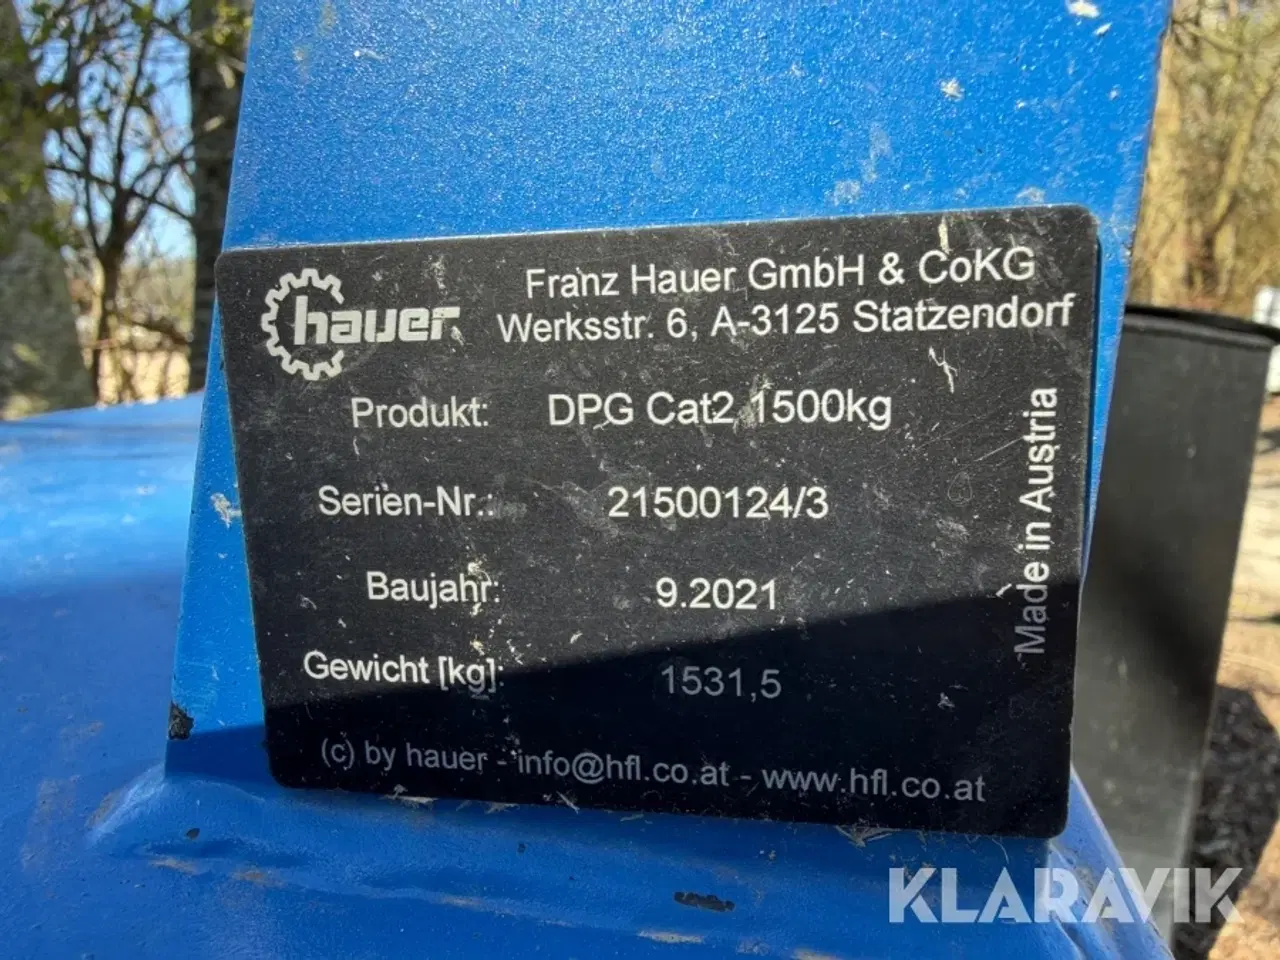 hauer
Franz Hauer GmbH & CoKG
Werksstr. 6, A-3125 Statzendorf
Produkt: DPG Cat2 1500kg
Serien-Nr.: 21500124/3
Baujahr: 9.2021
Gewicht [kg]: 1531,5
Made in Austria
(c) by hauer - info@hfl.co.at - www.hfl.co.at
KLARAVIK